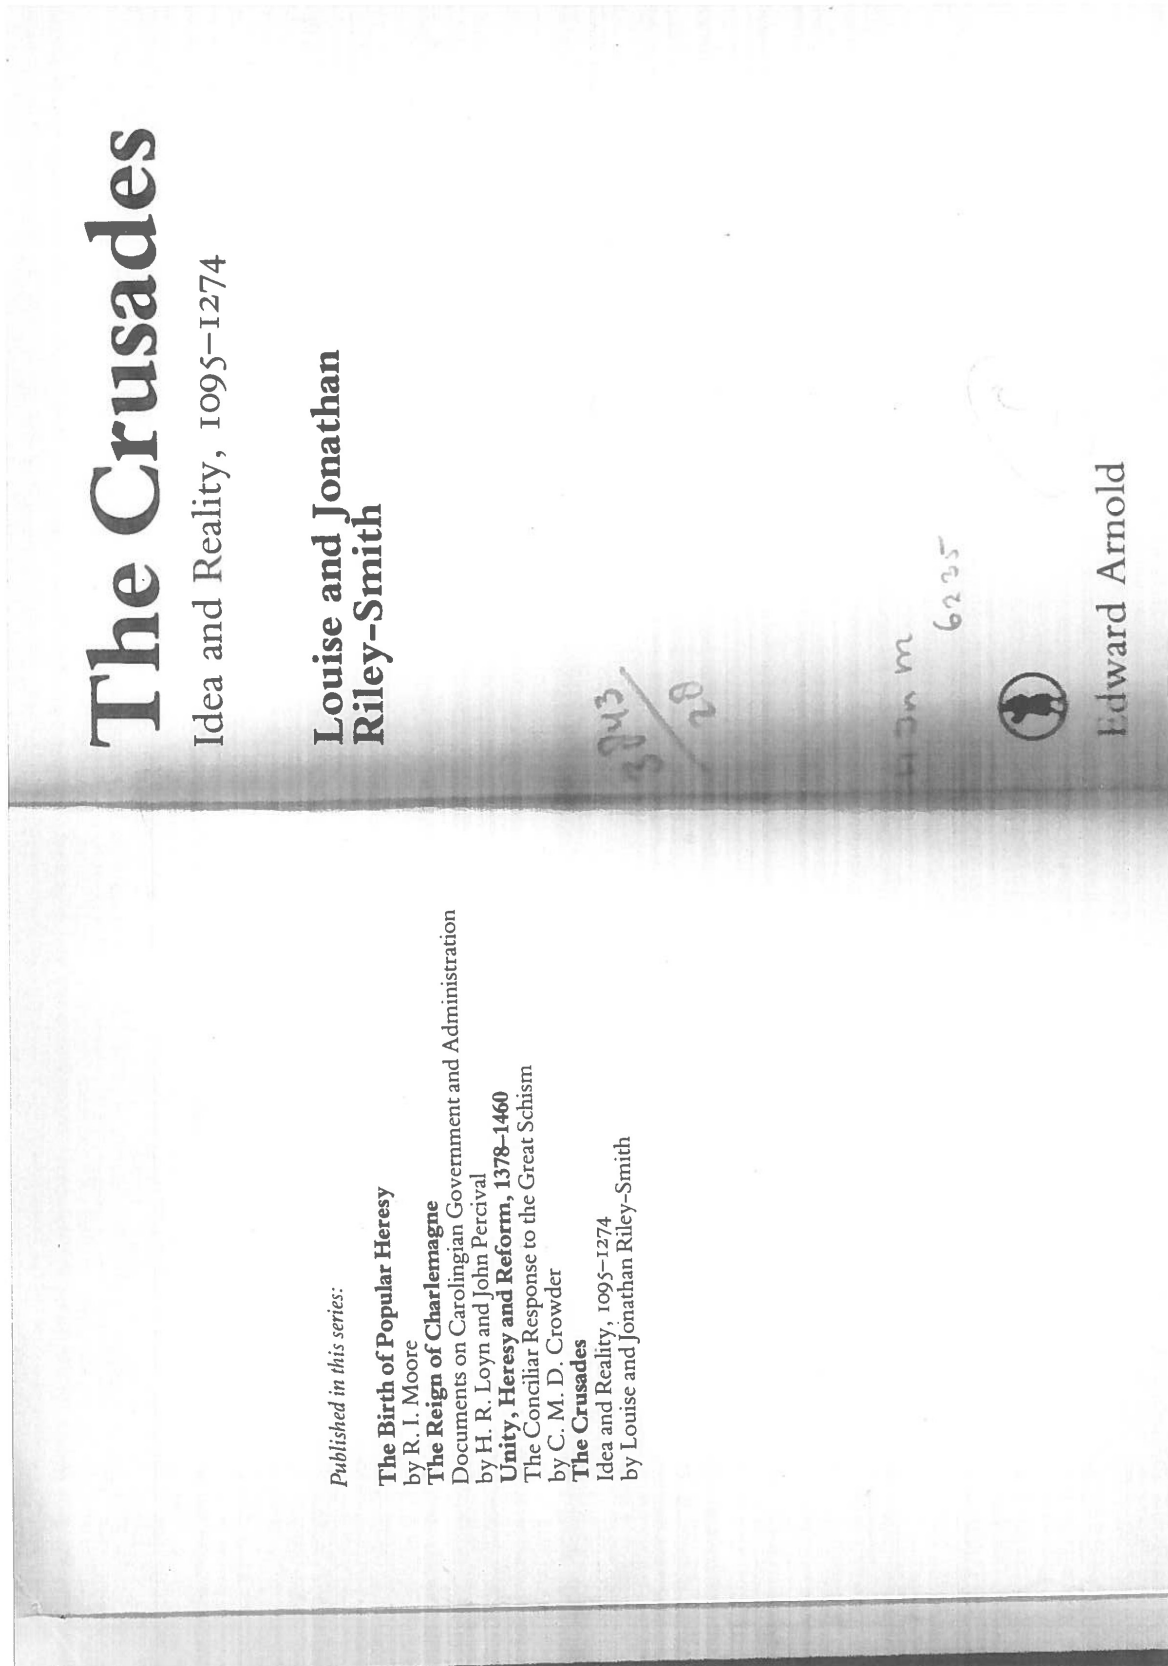 Published in this series:
The Birth of Popular Heresy
by R. I. Moore
The Reign of Charlemagne
Documents on Carolingian Government and Administration
by H. R. Loyn and John Percival
Unity, Heresy and Reform, 1378–1460
The Conciliar Response to the Great Schism
by C. M. D. Crowder
The Crusades
Idea and Reality, 1095–1274
by Louise and Jonathan Riley-Smith
The Crusades
Idea and Reality, 1095–1274
Louise and Jonathan
Riley-Smith
28
6235
Edward Arnold